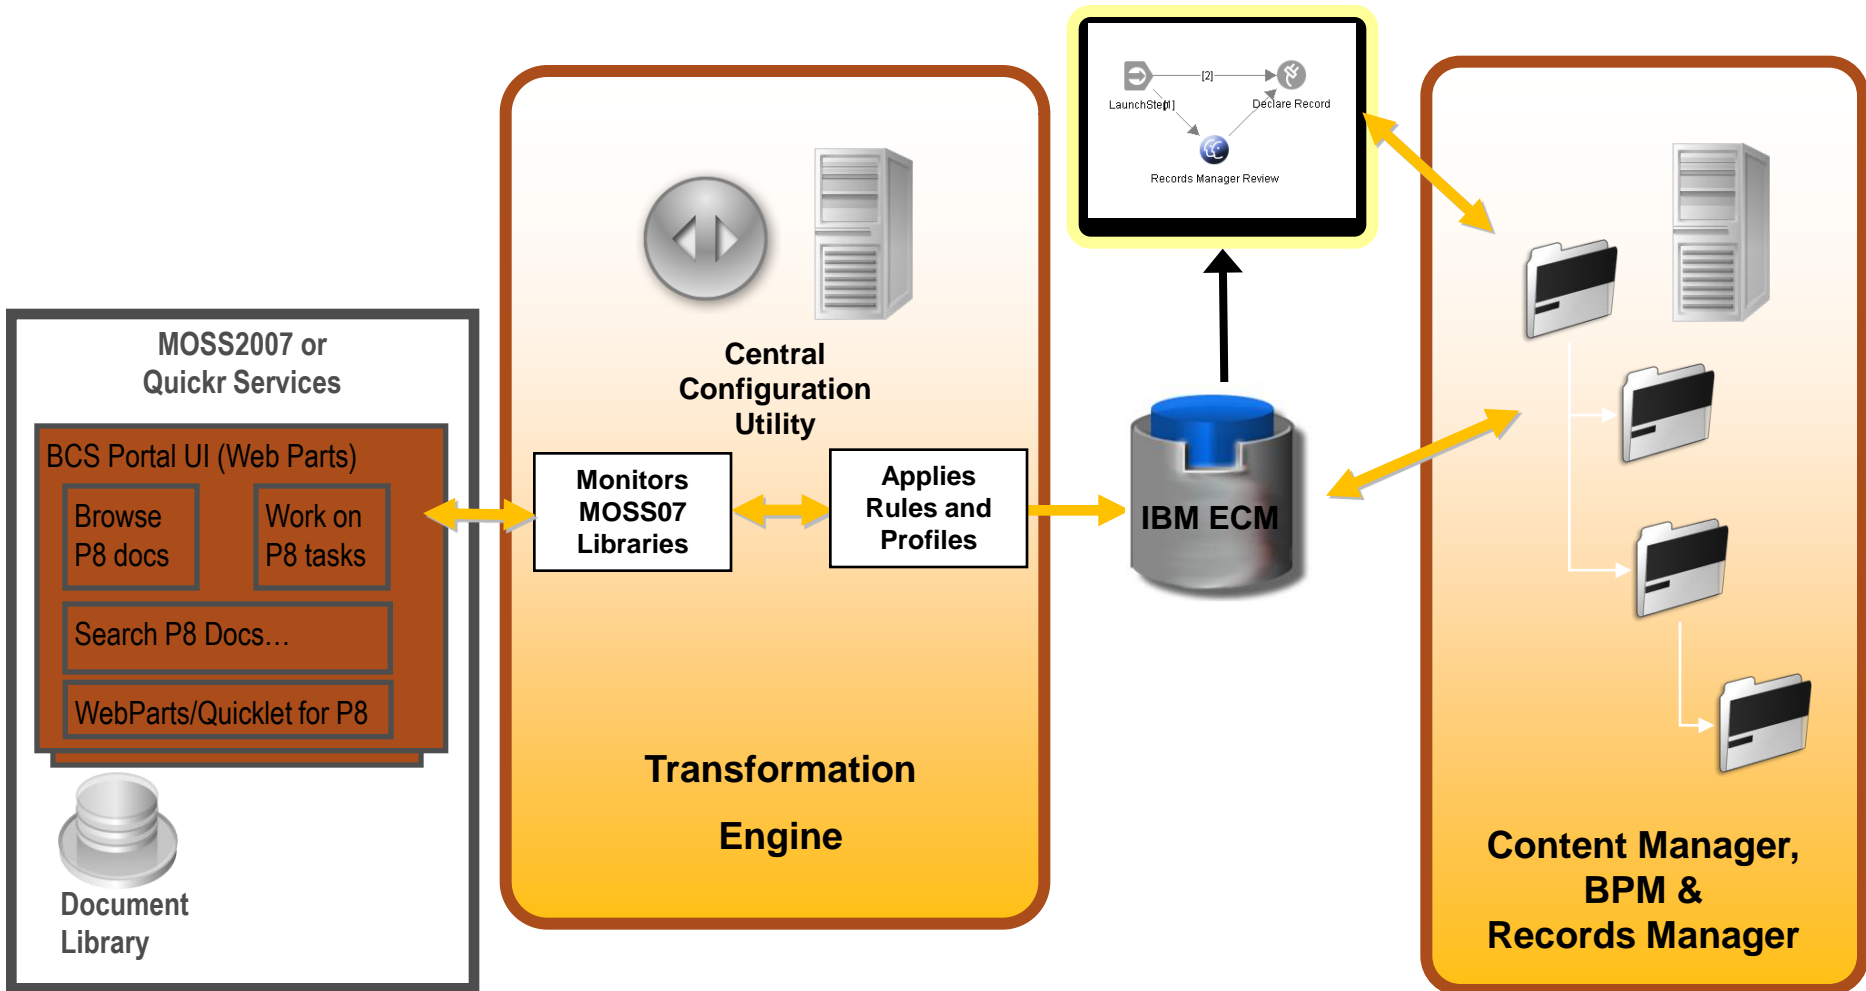 MOSS2007 or
Quickr Services
BCS Portal UI (Web Parts)
Browse
P8 docs
Work on
P8 tasks
Search P8 Docs…
WebParts/Quicklet for P8
Document
Library
Central
Configuration
Utility
Monitors
MOSS07
Libraries
Applies
Rules and
Profiles
Transformation
Engine
[2]
LaunchStep
[1]
Declare Record
Records Manager Review
IBM ECM
Content Manager,
BPM &
Records Manager